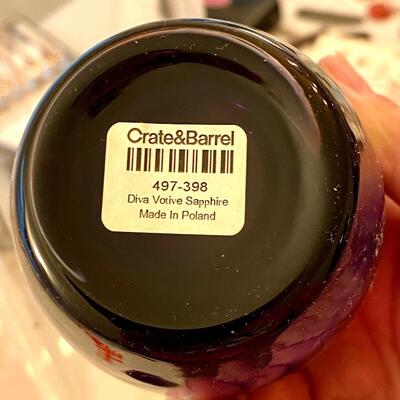 Crate&Barrel
497-398
Diva Votive Sapphire
Made In Poland